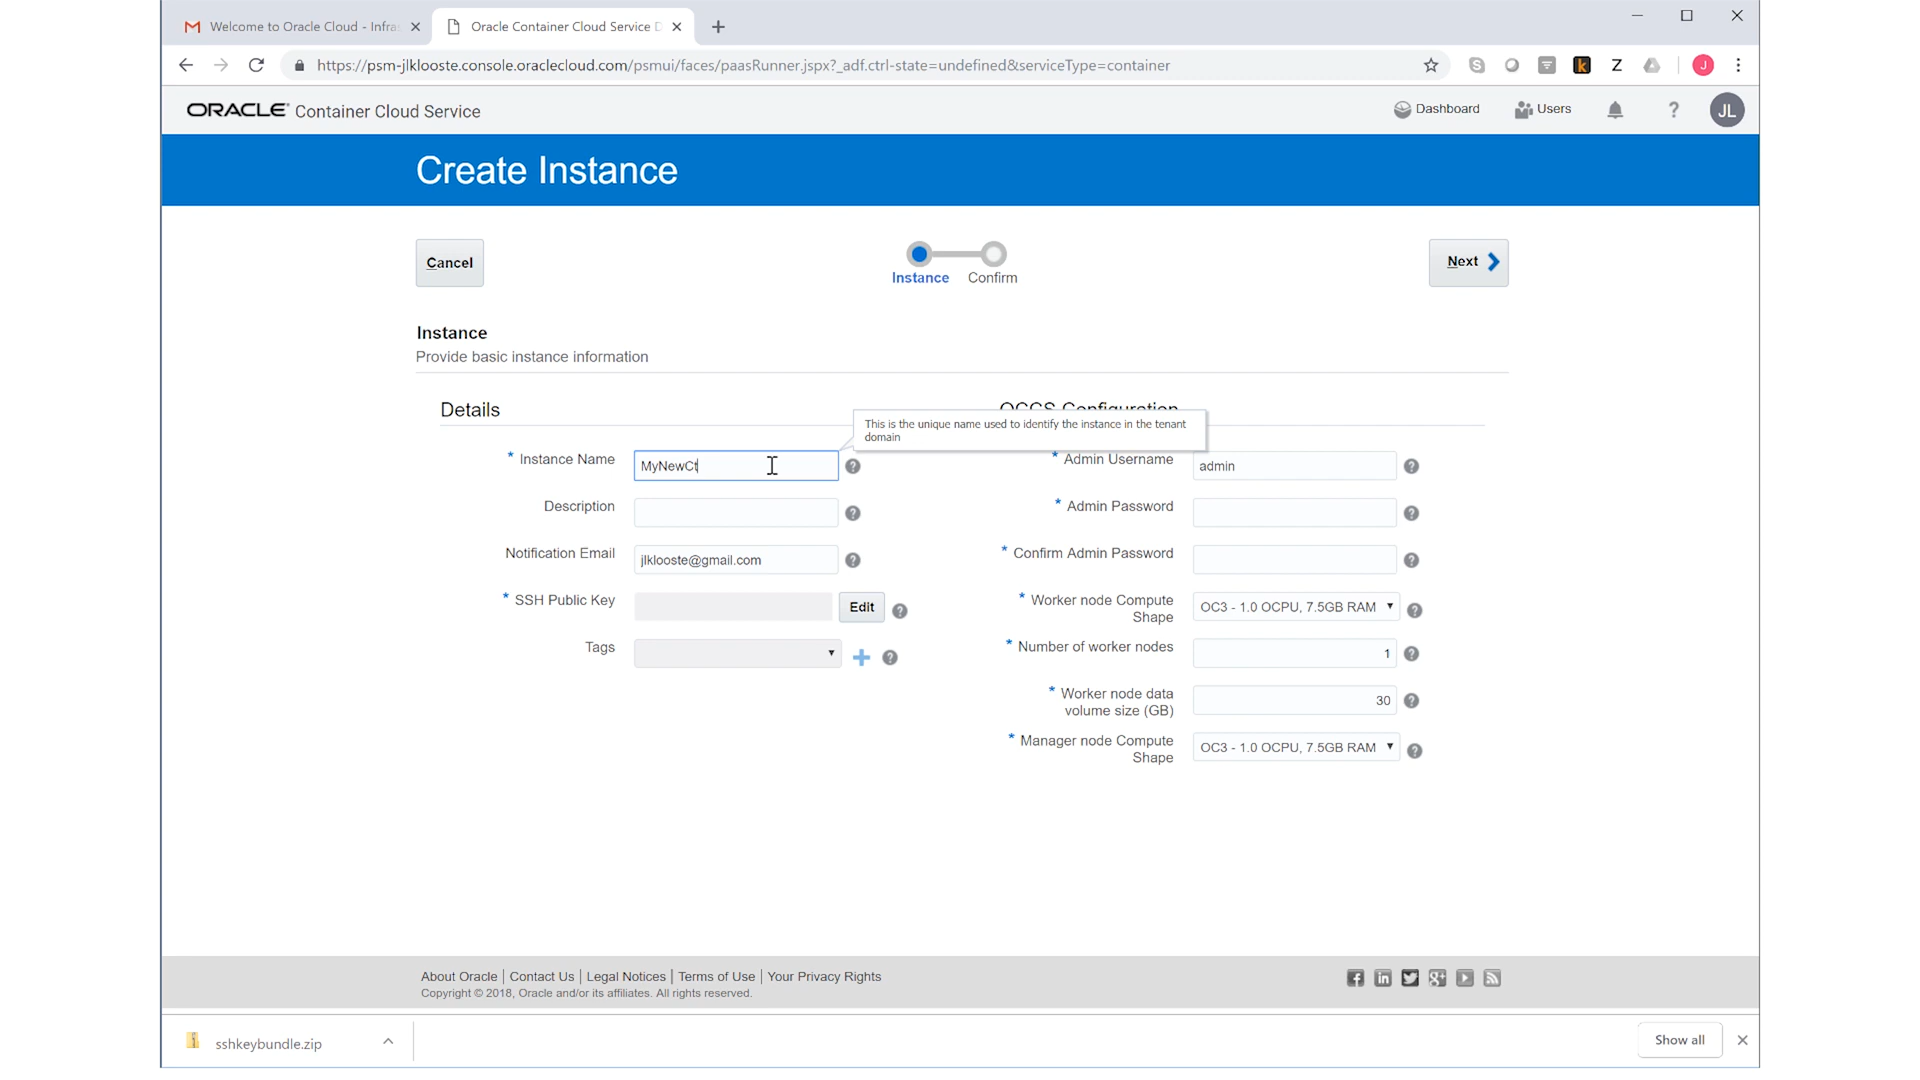 Welcome to Oracle Cloud - Infra
Oracle Container Cloud Service D
https://psm-jlklooste.console.oraclecloud.com/psmui/faces/paasRunner.jspx?_adf.ctrl-state=undefined&serviceType=container
ORACLE Container Cloud Service
Dashboard
Users
?
JL
Create Instance
Cancel
Instance
Confirm
Next
Instance
Provide basic instance information
Details
OCCS Configuration
This is the unique name used to identify the instance in the tenant
domain
* Instance Name
MyNewCt
* Admin Username
admin
Description
* Admin Password
Notification Email
jlklooste@gmail.com
* Confirm Admin Password
* SSH Public Key
Edit
* Worker node Compute
Shape
OC3 - 1.0 OCPU, 7.5GB RAM
Tags
* Number of worker nodes
1
* Worker node data
volume size (GB)
30
* Manager node Compute
Shape
OC3 - 1.0 OCPU, 7.5GB RAM
About Oracle | Contact Us | Legal Notices | Terms of Use | Your Privacy Rights
Copyright © 2018, Oracle and/or its affiliates. All rights reserved.
sshkeybundle.zip
Show all